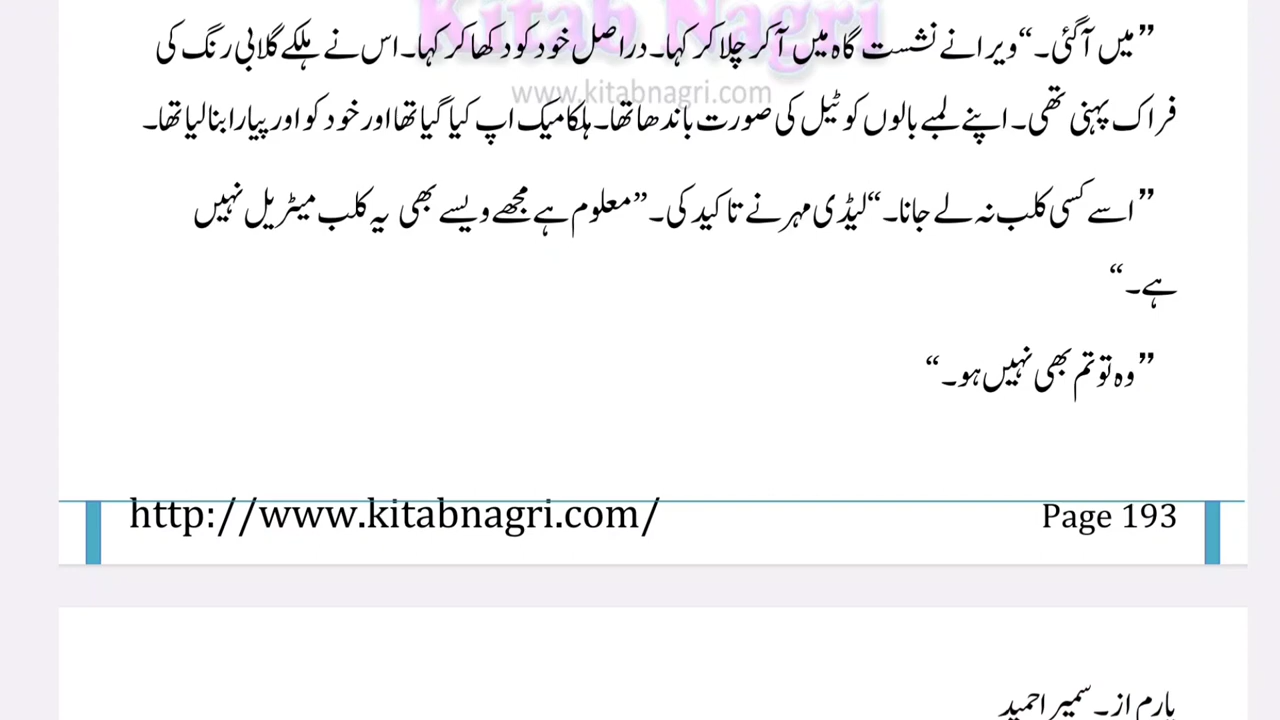 Kitab Nagri
”میں آگئی۔“ ویرا نے نشست گاہ میں آ کر چلا کر کہا۔ دراصل خود کو دکھا کر کہا۔ اس نے ہلکے گلابی رنگ کی
www.kitabnagri.com
فراک پہنی تھی۔ اپنے لمبے بالوں کو ٹیل کی صورت باندھا تھا۔ ہلکا میک اپ کیا گیا تھا اور خود کو اور پیارا بنا لیا تھا۔
”اسے کسی کلب نہ لے جانا۔“ لیڈی مہر نے تاکید کی۔ ”معلوم ہے مجھے ویسے بھی یہ کلب میٹریل نہیں
ہے۔“
”وہ تو تم بھی نہیں ہو۔“
http://www.kitabnagri.com/ Page 193
یارم از۔ سمیرا حمید